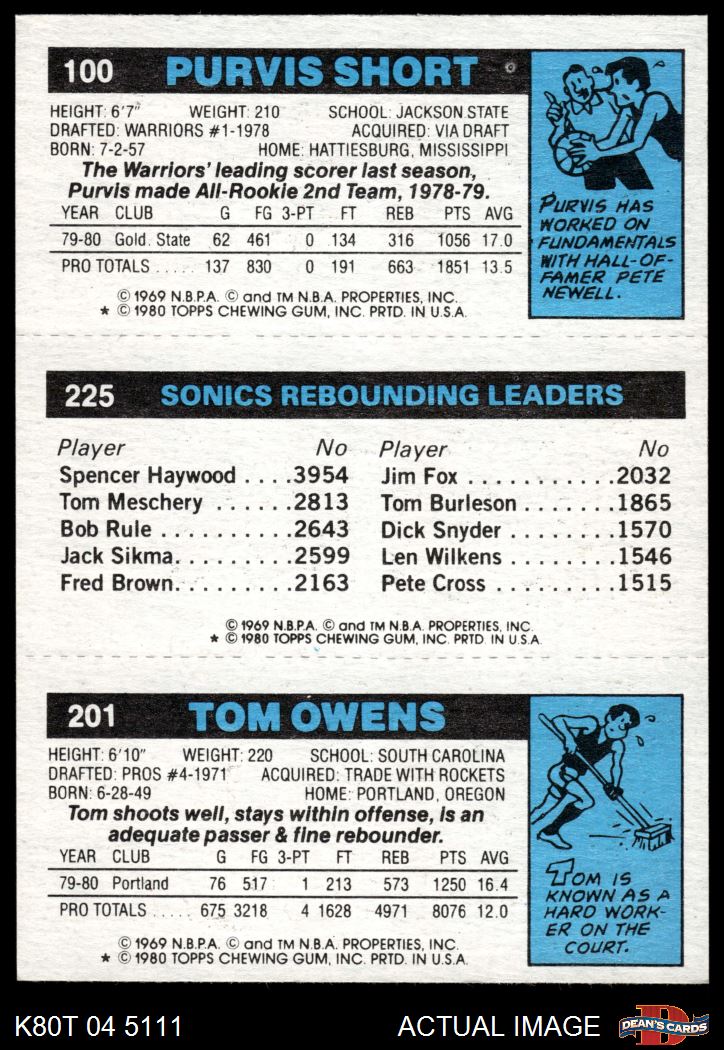 100 PURVIS SHORT
HEIGHT: 6'7" WEIGHT: 210 SCHOOL: JACKSON STATE
DRAFTED: WARRIORS #1-1978 ACQUIRED: VIA DRAFT
BORN: 7-2-57 HOME: HATTIESBURG, MISSISSIPPI
The Warriors' leading scorer last season,
Purvis made All-Rookie 2nd Team, 1978-79.
YEAR CLUB G FG 3-PT FT REB PTS AVG
79-80 Gold. State 62 461 0 134 316 1056 17.0
PRO TOTALS ..... 137 830 0 191 663 1851 13.5
© 1969 N.B.P.A. © and TM N.B.A. PROPERTIES, INC.
* © 1980 TOPPS CHEWING GUM, INC. PRTD. IN U.S.A.
PURVIS HAS
WORKED ON
FUNDAMENTALS
WITH HALL-OF-
FAMER PETE
NEWELL.
225 SONICS REBOUNDING LEADERS
Player No Player No
Spencer Haywood ....3954 Jim Fox ...........2032
Tom Meschery ......2813 Tom Burleson ........1865
Bob Rule ..........2643 Dick Snyder ........1570
Jack Sikma.........2599 Len Wilkens ........1546
Fred Brown.........2163 Pete Cross .........1515
© 1969 N.B.P.A. © and TM N.B.A. PROPERTIES, INC.
* © 1980 TOPPS CHEWING GUM, INC. PRTD. IN U.S.A.
201 TOM OWENS
HEIGHT: 6'10" WEIGHT: 220 SCHOOL: SOUTH CAROLINA
DRAFTED: PROS #4-1971 ACQUIRED: TRADE WITH ROCKETS
BORN: 6-28-49 HOME: PORTLAND, OREGON
Tom shoots well, stays within offense, is an
adequate passer & fine rebounder.
YEAR CLUB G FG 3-PT FT REB PTS AVG
79-80 Portland 76 517 1 213 573 1250 16.4
PRO TOTALS ..... 675 3218 4 1628 4971 8076 12.0
© 1969 N.B.P.A. © and TM N.B.A. PROPERTIES, INC.
* © 1980 TOPPS CHEWING GUM, INC. PRTD. IN U.S.A.
TOM IS
KNOWN AS A
HARD WORK-
ER ON THE
COURT.
K80T 04 5111 ACTUAL IMAGE DEAN'S CARDS